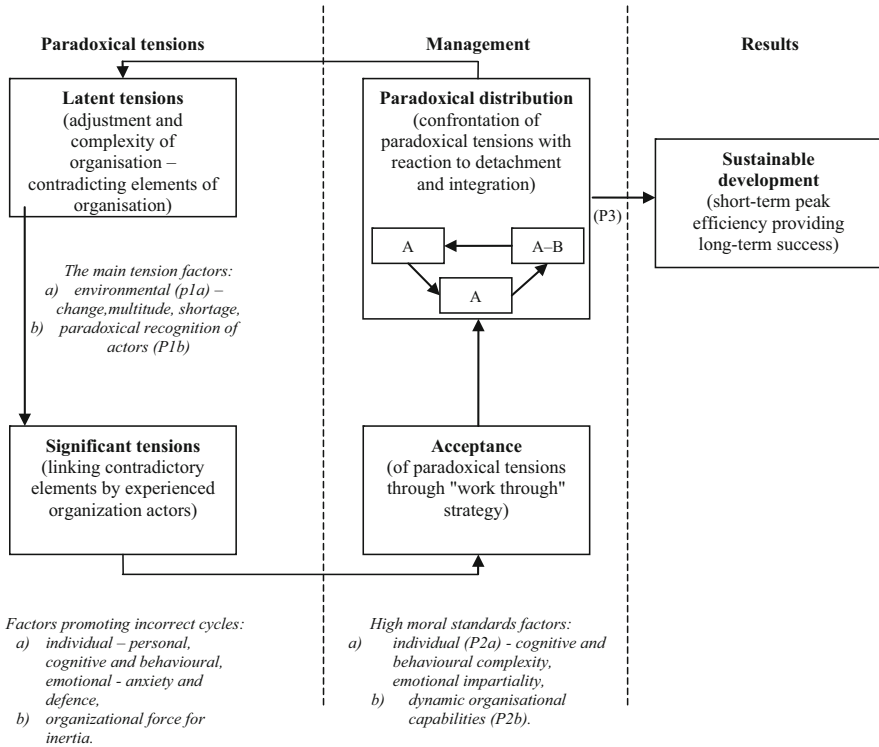 Paradoxical tensions
Management
Results
Latent tensions
(adjustment and
complexity of
organisation –
contradicting elements of
organisation)
Paradoxical distribution
(confrontation of
paradoxical tensions with
reaction to detachment
and integration)
A
A–B
A
(P3)
Sustainable
development
(short-term peak
efficiency providing
long-term success)
The main tension factors:
a) environmental (p1a) –
change,multitude, shortage,
b) paradoxical recognition of
actors (P1b)
Significant tensions
(linking contradictory
elements by experienced
organization actors)
Acceptance
(of paradoxical tensions
through "work through"
strategy)
Factors promoting incorrect cycles:
a) individual – personal,
cognitive and behavioural,
emotional - anxiety and
defence,
b) organizational force for
inertia.
High moral standards factors:
a) individual (P2a) - cognitive and
behavioural complexity,
emotional impartiality,
b) dynamic organisational
capabilities (P2b).